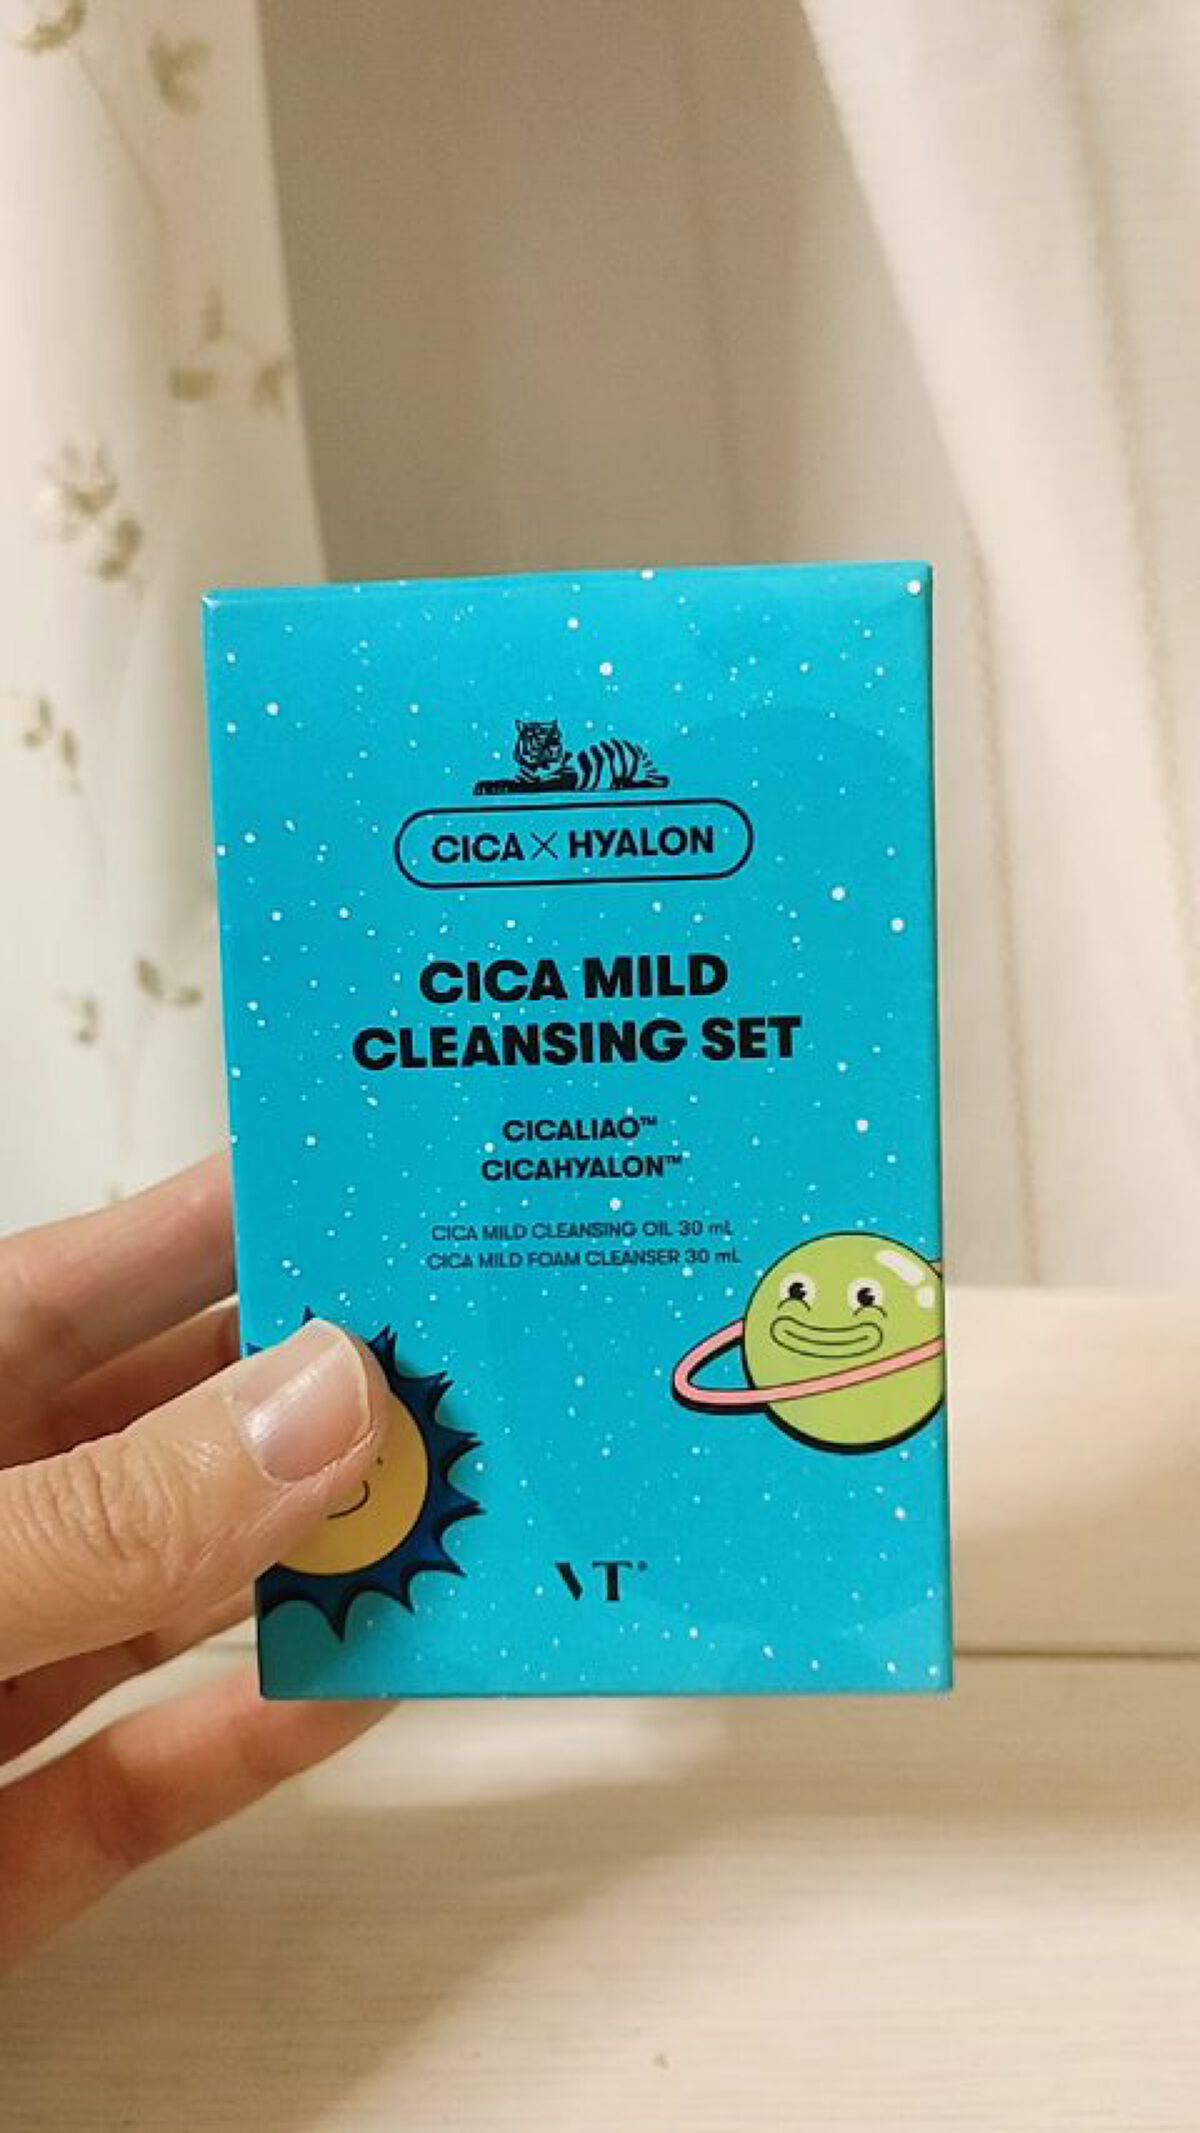 CICA × HYALON
CICA MILD
CLEANSING SET
CICALIAO™
CICAHYALON™
CICA MILD CLEANSING OIL 30 mL
CICA MILD FOAM CLEANSER 30 mL
VT®